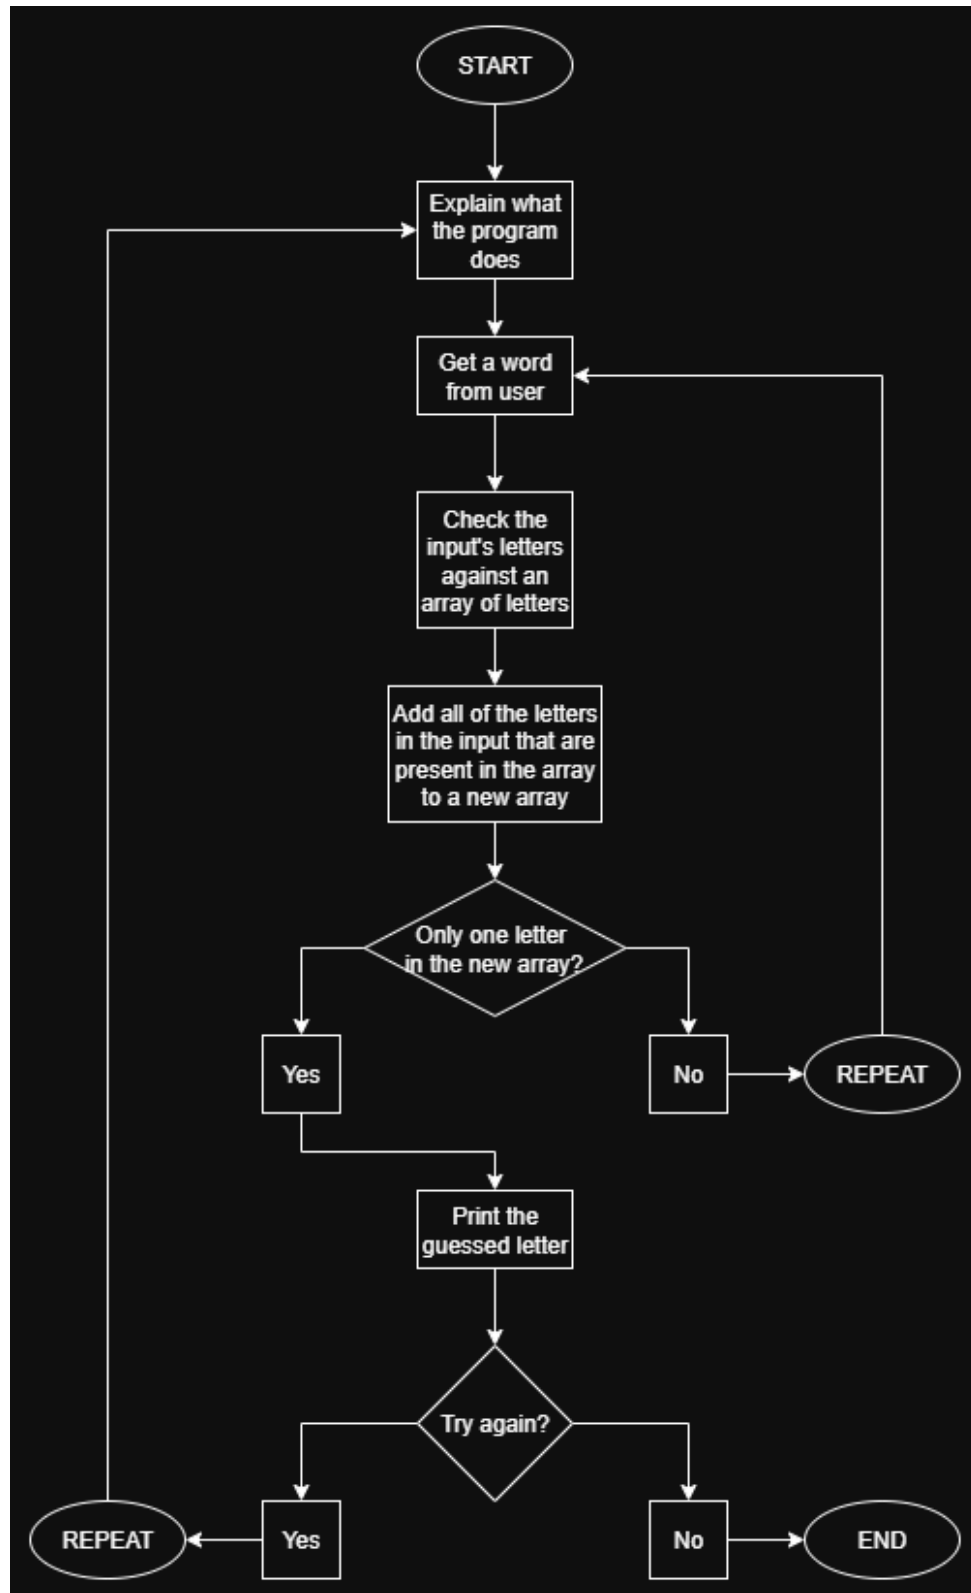 START
Explain what
the program
does
Get a word
from user
Check the
input's letters
against an
array of letters
Add all of the letters
in the input that are
present in the array
to a new array
Only one letter
in the new array?
Yes
No
REPEAT
Print the
guessed letter
Try again?
REPEAT
Yes
No
END